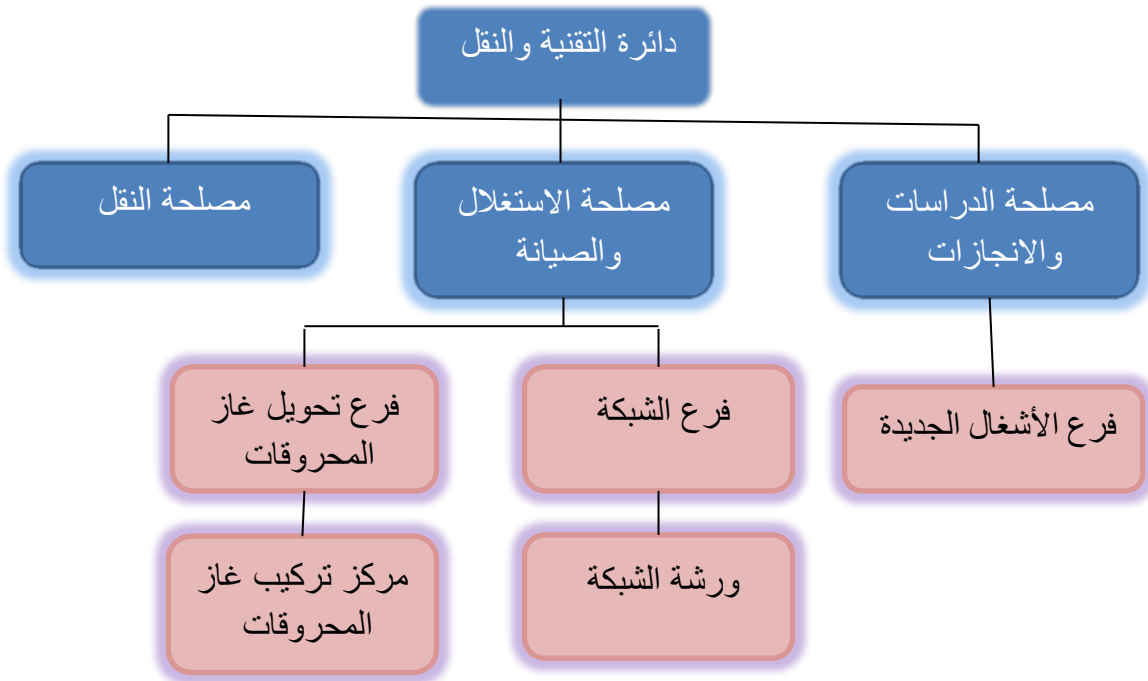 دائرة التقنية والنقل
مصلحة الدراسات
والانجازات
مصلحة الاستغلال
والصيانة
مصلحة النقل
فرع الأشغال الجديدة
فرع الشبكة
فرع تحويل غاز
المحروقات
ورشة الشبكة
مركز تركيب غاز
المحروقات